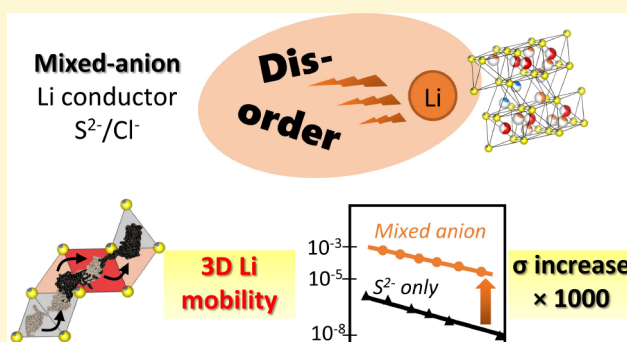 Mixed-anion
Li conductor
S²⁻/Cl⁻
Dis-
order
Li
3D Li
mobility
10⁻³
10⁻⁵
10⁻⁸
Mixed anion
S²⁻ only
σ increase
× 1000